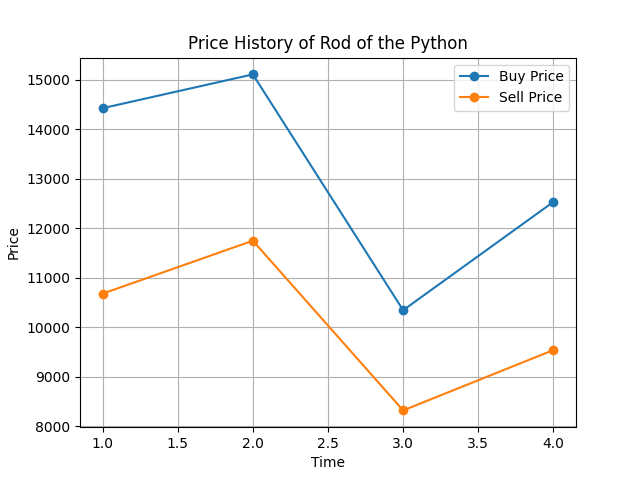 Price History of Rod of the Python
Buy Price
Sell Price
15000
14000
13000
12000
11000
10000
9000
8000
Price
1.0 1.5 2.0 2.5 3.0 3.5 4.0
Time